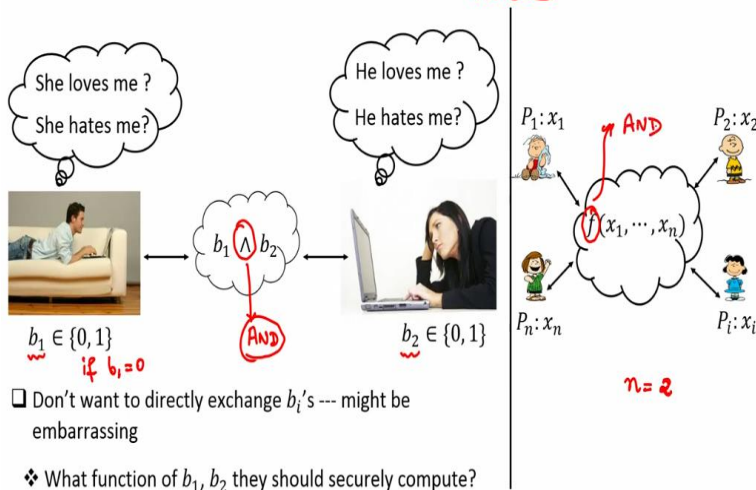 She loves me ?
She hates me?
He loves me ?
He hates me?
b₁ ∧ b₂
AND
b₁ ∈ {0,1}
if b₁=0
b₂ ∈ {0,1}
❑ Don't want to directly exchange bᵢ's --- might be
embarrassing
❖ What function of b₁, b₂ they should securely compute?
P₁: x₁
AND
P₂: x₂
f(x₁, ⋯, xₙ)
Pₙ: xₙ
Pᵢ: xᵢ
n=2